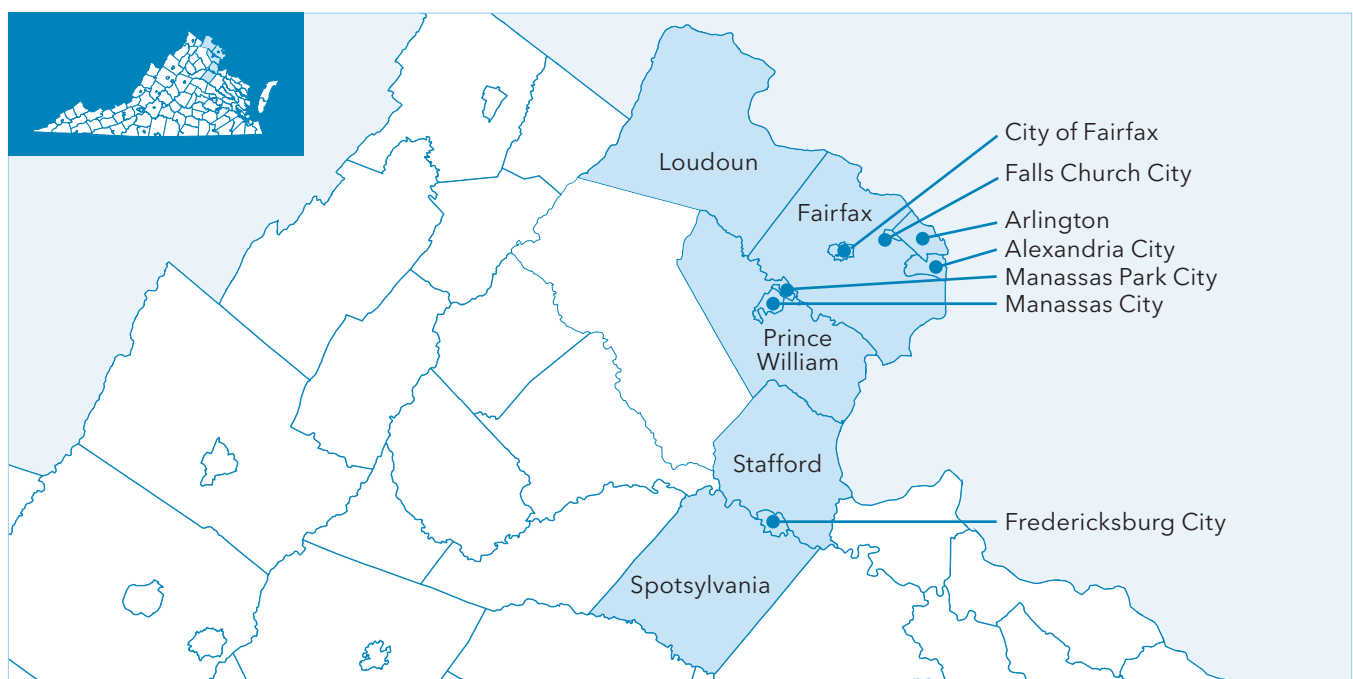 City of Fairfax
Loudoun
Falls Church City
Fairfax
Arlington
Alexandria City
Manassas Park City
Manassas City
Prince
William
Stafford
Fredericksburg City
Spotsylvania